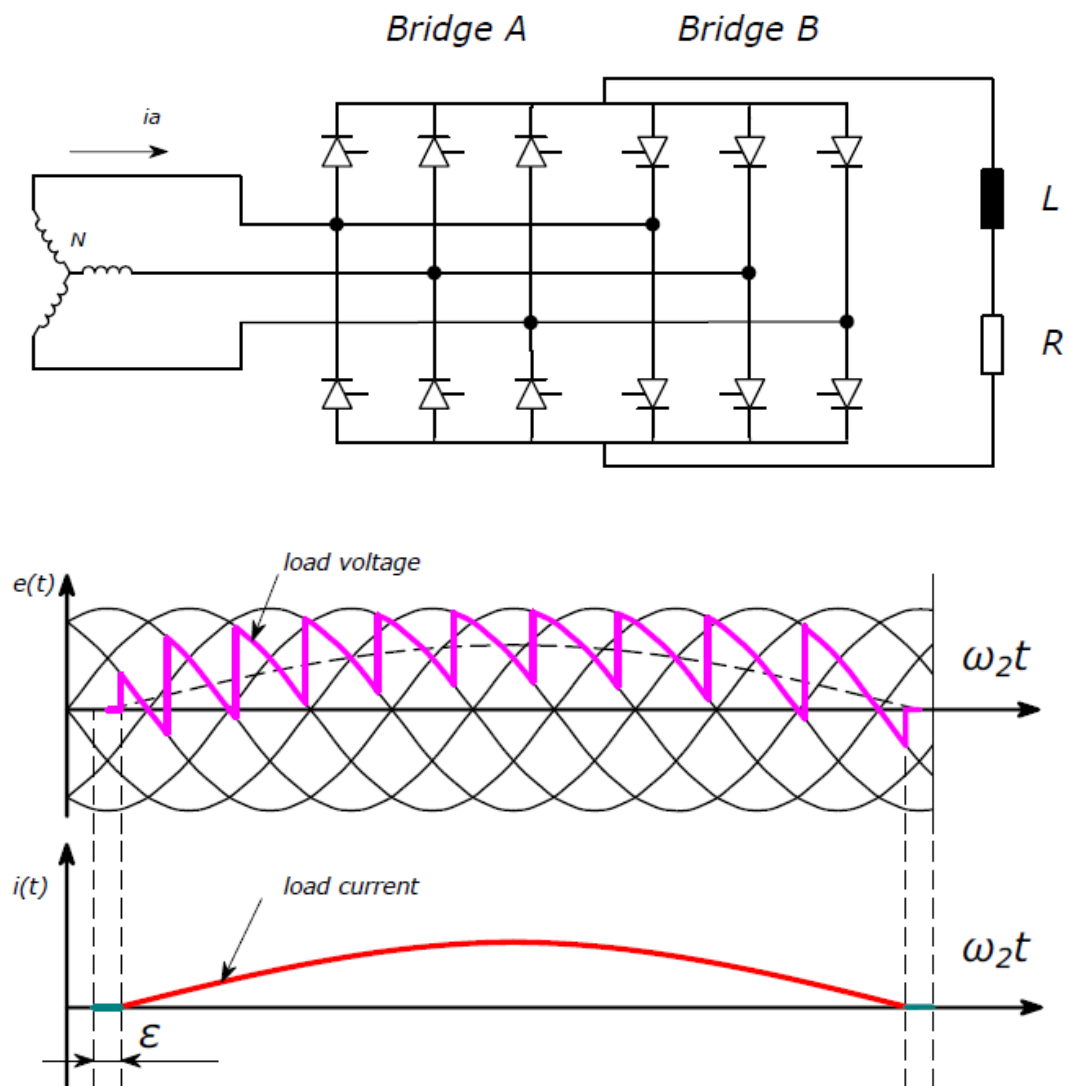 Bridge A Bridge B
ia
N
L
R
load voltage
e(t)
ω₂t
i(t)
load current
ω₂t
ε